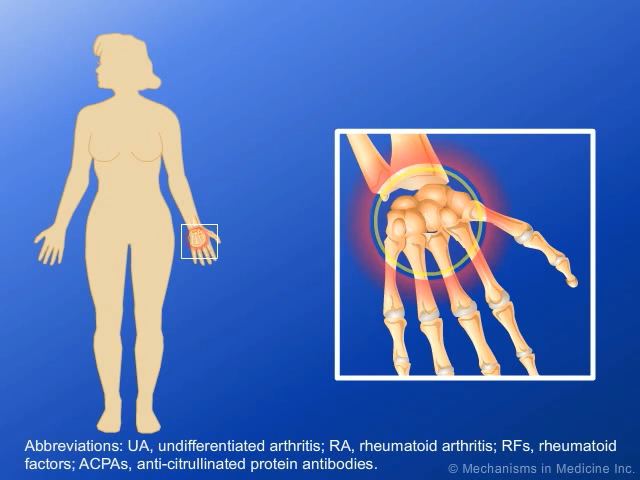 Abbreviations: UA, undifferentiated arthritis; RA, rheumatoid arthritis; RFs, rheumatoid
factors; ACPAs, anti-citrullinated protein antibodies.
© Mechanisms in Medicine Inc.